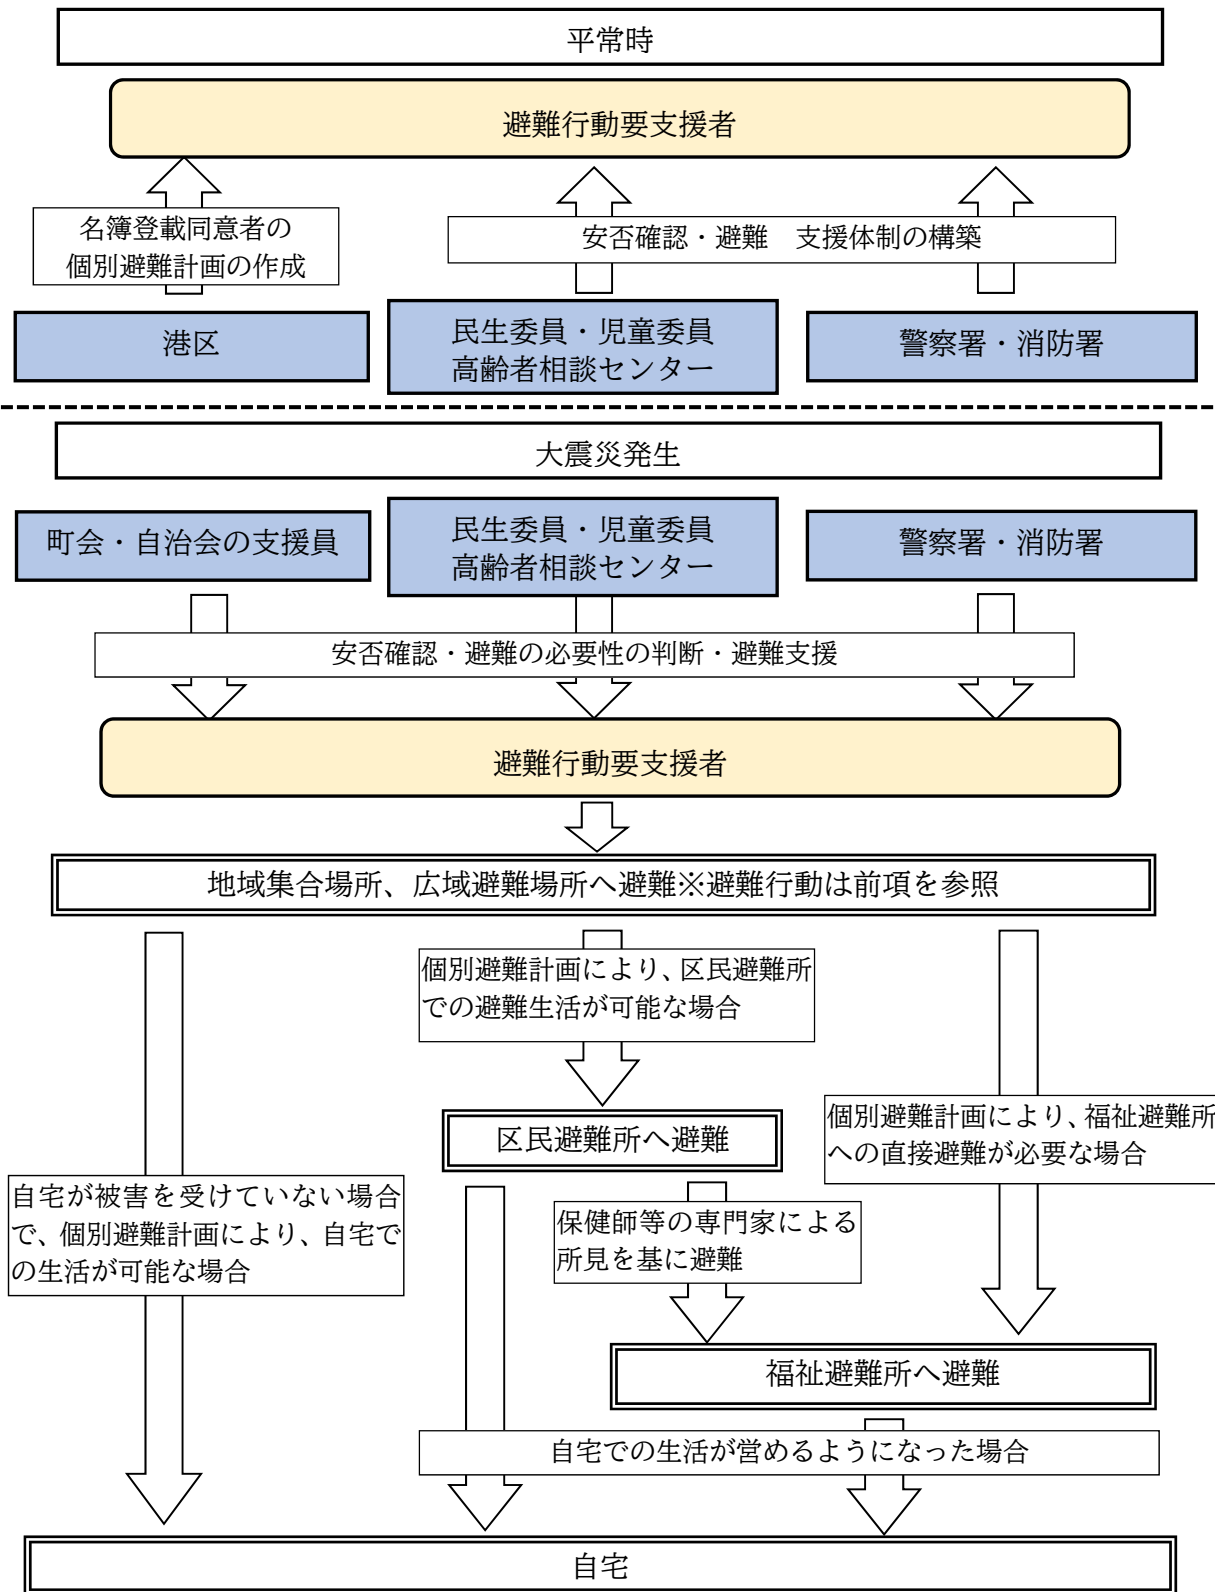 平常時
避難行動要支援者
名簿登載同意者の
個別避難計画の作成
安否確認・避難　支援体制の構築
港区
民生委員・児童委員
高齢者相談センター
警察署・消防署
大震災発生
町会・自治会の支援員
民生委員・児童委員
高齢者相談センター
警察署・消防署
安否確認・避難の必要性の判断・避難支援
避難行動要支援者
地域集合場所、広域避難場所へ避難※避難行動は前項を参照
個別避難計画により、区民避難所
での避難生活が可能な場合
区民避難所へ避難
個別避難計画により、福祉避難所
への直接避難が必要な場合
自宅が被害を受けていない場合
で、個別避難計画により、自宅で
の生活が可能な場合
保健師等の専門家による
所見を基に避難
福祉避難所へ避難
自宅での生活が営めるようになった場合
自宅